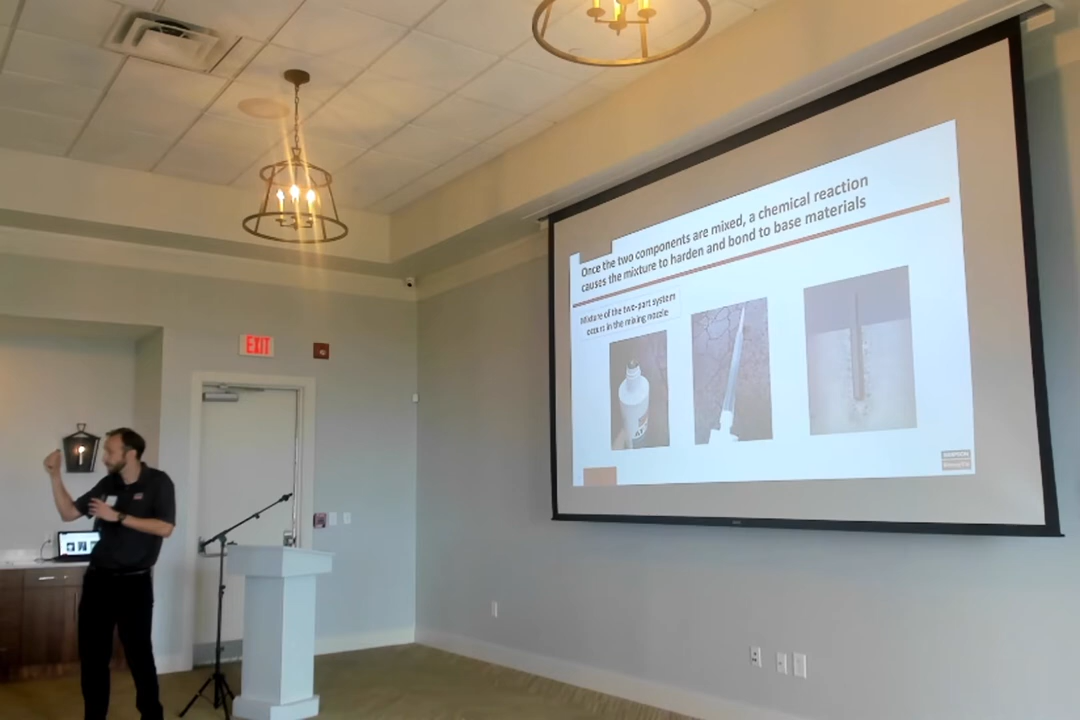 EXIT
Once the two components are mixed, a chemical reaction
causes the mixture to harden and bond to base materials
Mixture of the two-part system
occurs in the mixing nozzle